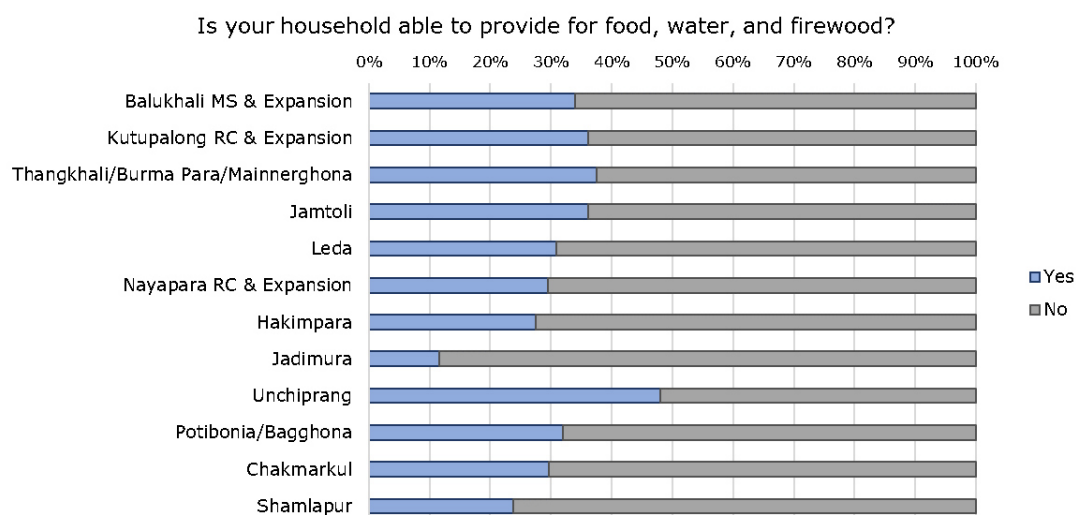 Is your household able to provide for food, water, and firewood?
0% 10% 20% 30% 40% 50% 60% 70% 80% 90% 100%
Balukhali MS & Expansion
Kutupalong RC & Expansion
Thangkhali/Burma Para/Mainnerghona
Jamtoli
Leda
Nayapara RC & Expansion
Hakimpara
Jadimura
Unchiprang
Potibonia/Bagghona
Chakmarkul
Shamlapur
Yes
No